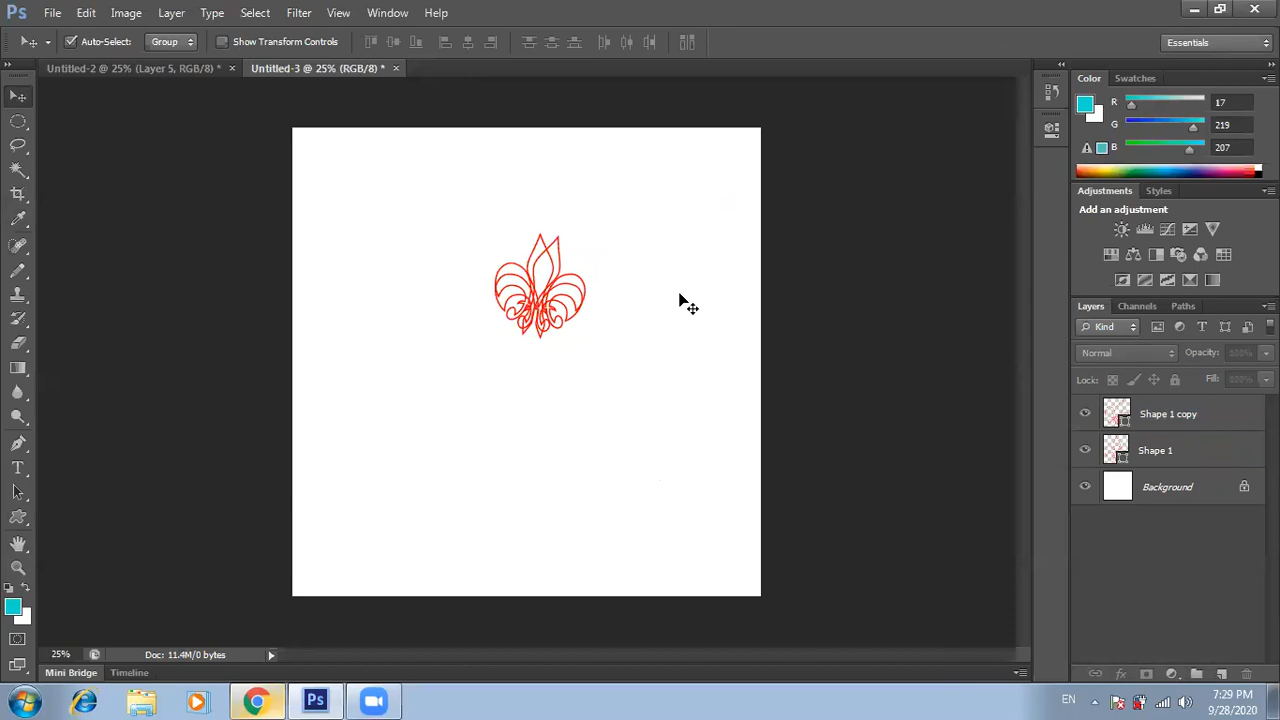 Ps File Edit Image Layer Type Select Filter View Window Help
Auto-Select: Group Show Transform Controls Essentials
Untitled-2 @ 25% (Layer 5, RGB/8) * × Untitled-3 @ 25% (RGB/8) * ×
Color Swatches
R 17
G 219
B 207
Adjustments Styles
Add an adjustment
Layers Channels Paths
Kind
Normal Opacity: 100%
Lock: Fill: 100%
Shape 1 copy
Shape 1
Background
25% Doc: 11.4M/0 bytes
Mini Bridge Timeline
Ps EN 7:29 PM
9/28/2020